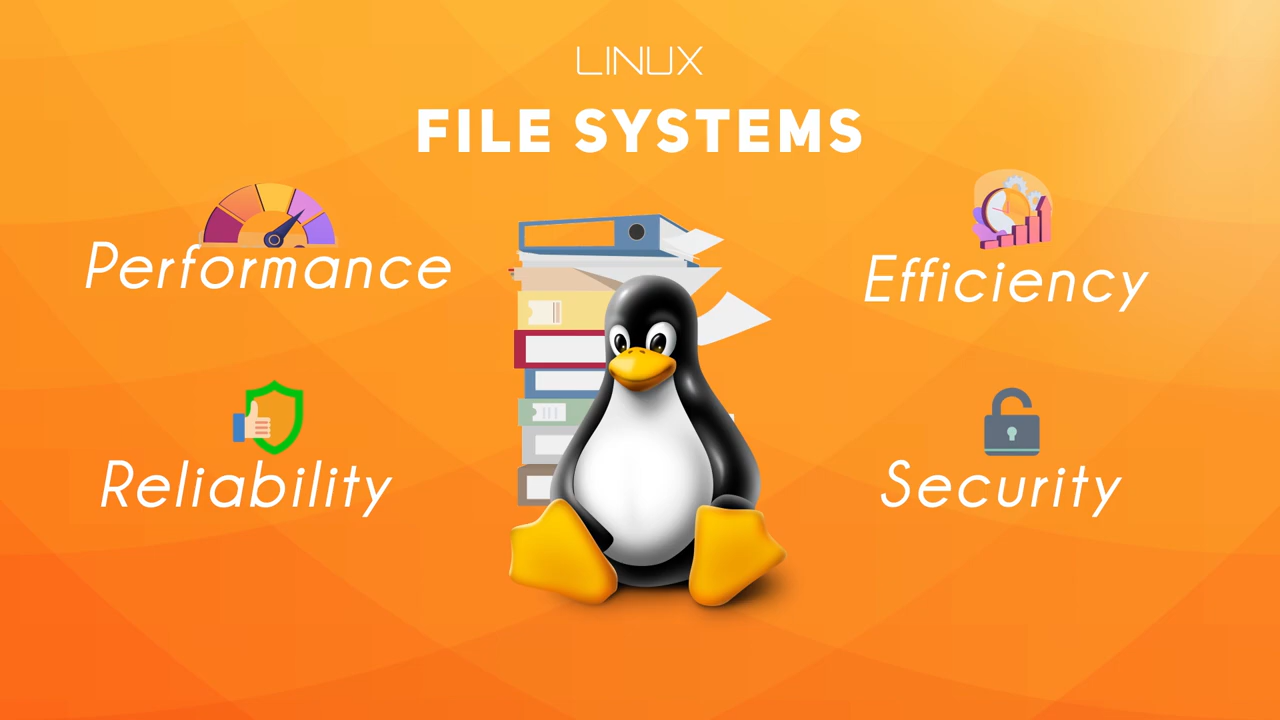 LINUX
FILE SYSTEMS
Performance
Efficiency
Reliability
Security